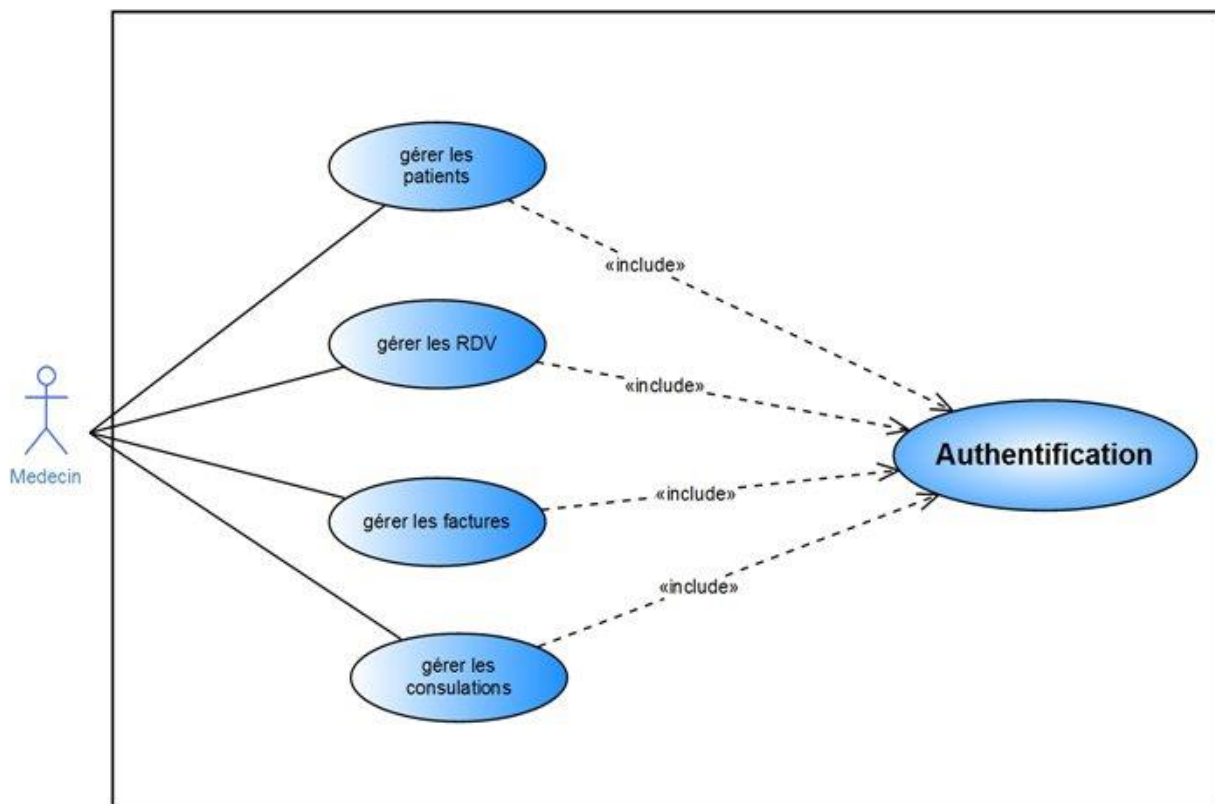 gérer les
patients
«include»
gérer les RDV
«include»
Authentification
Medecin
gérer les factures
«include»
«include»
gérer les
consulations